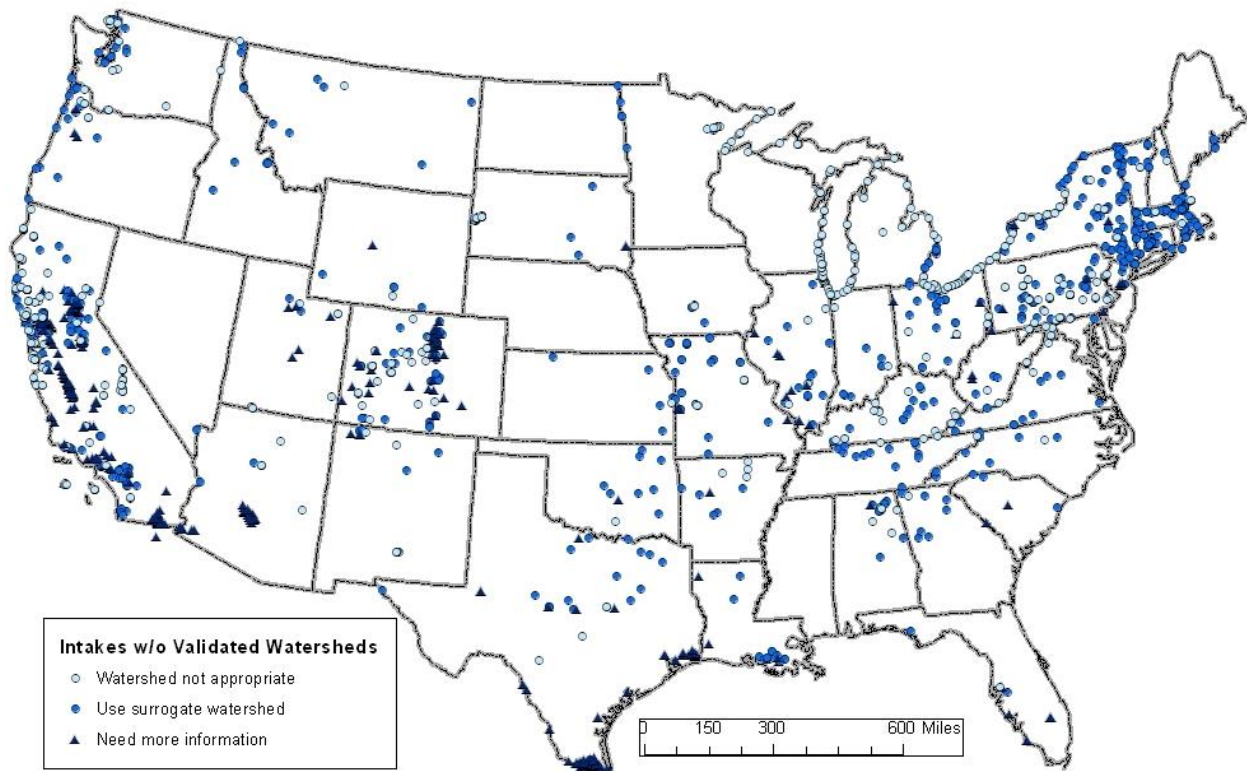 Intakes w/o Validated Watersheds
Watershed not appropriate
Use surrogate watershed
Need more information
0 150 300 600 Miles